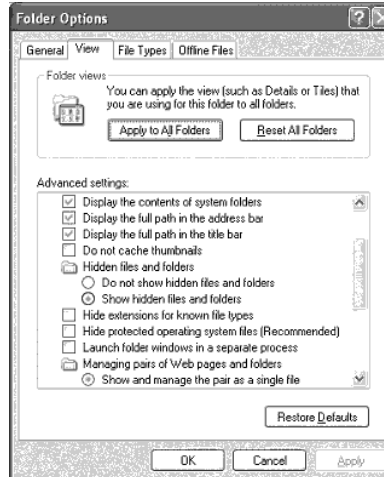 Folder Options
General View File Types Offline Files
Folder views
You can apply the view (such as Details or Tiles) that
you are using for this folder to all folders.
Apply to All Folders Reset All Folders
Advanced settings:
Display the contents of system folders
Display the full path in the address bar
Display the full path in the title bar
Do not cache thumbnails
Hidden files and folders
Do not show hidden files and folders
Show hidden files and folders
Hide extensions for known file types
Hide protected operating system files (Recommended)
Launch folder windows in a separate process
Managing pairs of Web pages and folders
Show and manage the pair as a single file
Restore Defaults
OK Cancel Apply